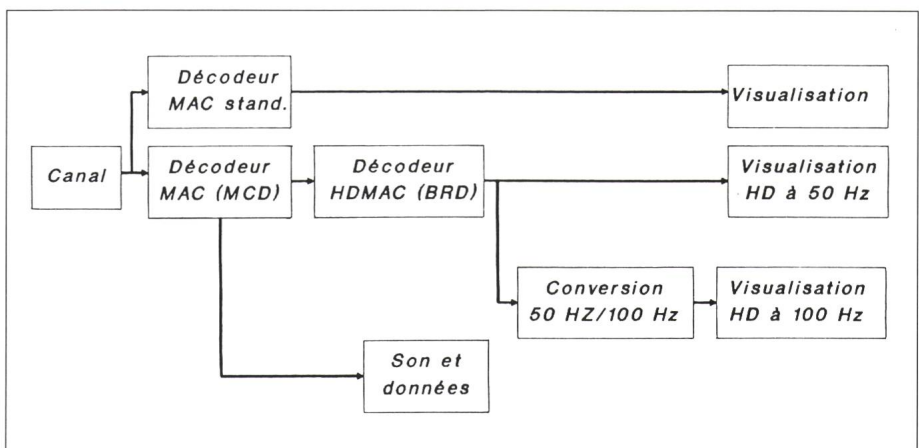 Décodeur
MAC stand.
Visualisation
Canal
Décodeur
MAC (MCD)
Décodeur
HDMAC (BRD)
Visualisation
HD à 50 Hz
Conversion
50 HZ/100 Hz
Visualisation
HD à 100 Hz
Son et
données